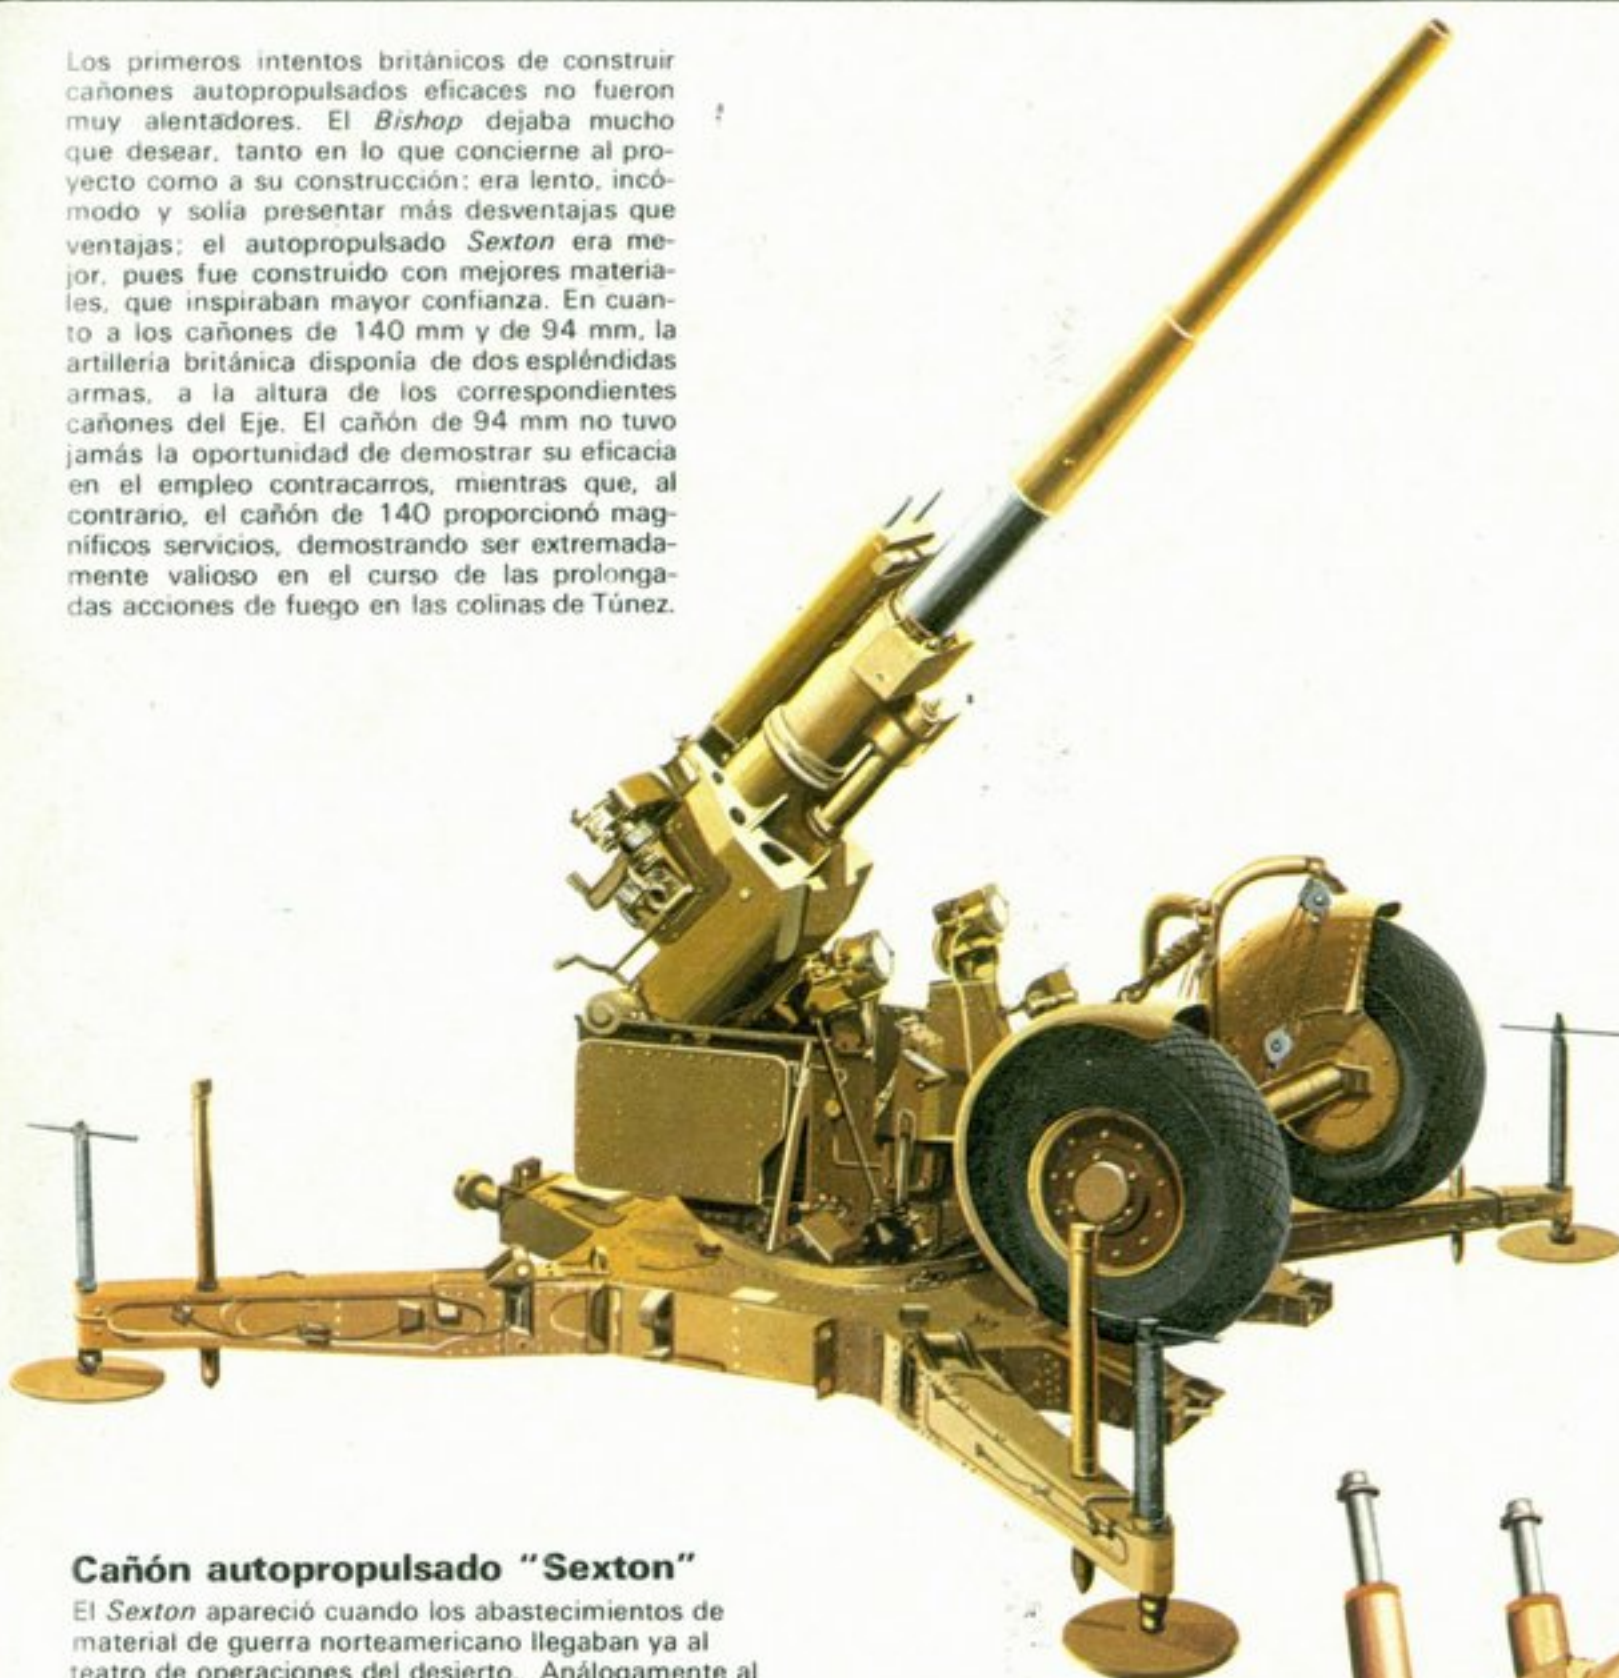 Los primeros intentos británicos de construir
cañones autopropulsados eficaces no fueron
muy alentadores. El Bishop dejaba mucho
que desear, tanto en lo que concierne al pro-
yecto como a su construcción: era lento, incó-
modo y solía presentar más desventajas que
ventajas; el autopropulsado Sexton era me-
jor, pues fue construido con mejores materia-
les, que inspiraban mayor confianza. En cuan-
to a los cañones de 140 mm y de 94 mm, la
artillería británica disponía de dos espléndidas
armas, a la altura de los correspondientes
cañones del Eje. El cañón de 94 mm no tuvo
jamás la oportunidad de demostrar su eficacia
en el empleo contracarros, mientras que, al
contrario, el cañón de 140 proporcionó mag-
níficos servicios, demostrando ser extremada-
mente valioso en el curso de las prolonga-
das acciones de fuego en las colinas de Túnez.
Cañón autopropulsado "Sexton"
El Sexton apareció cuando los abastecimientos de
material de guerra norteamericano llegaban ya al
teatro de operaciones del desierto. Análogamente al